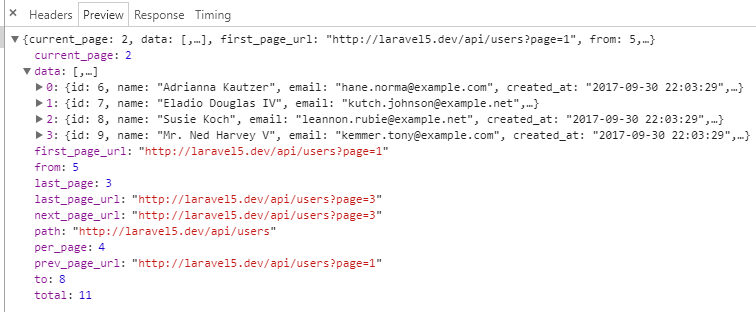 × Headers Preview Response Timing
▼{current_page: 2, data: [,…], first_page_url: "http://laravel5.dev/api/users?page=1", from: 5,…}
current_page: 2
▼data: [,…]
▶0: {id: 6, name: "Adrianna Kautzer", email: "hane.norma@example.com", created_at: "2017-09-30 22:03:29",…}
▶1: {id: 7, name: "Eladio Douglas IV", email: "kutch.johnson@example.net",…}
▶2: {id: 8, name: "Susie Koch", email: "leannon.rubie@example.net", created_at: "2017-09-30 22:03:29",…}
▶3: {id: 9, name: "Mr. Ned Harvey V", email: "kemmer.tony@example.com", created_at: "2017-09-30 22:03:29",…}
first_page_url: "http://laravel5.dev/api/users?page=1"
from: 5
last_page: 3
last_page_url: "http://laravel5.dev/api/users?page=3"
next_page_url: "http://laravel5.dev/api/users?page=3"
path: "http://laravel5.dev/api/users"
per_page: 4
prev_page_url: "http://laravel5.dev/api/users?page=1"
to: 8
total: 11